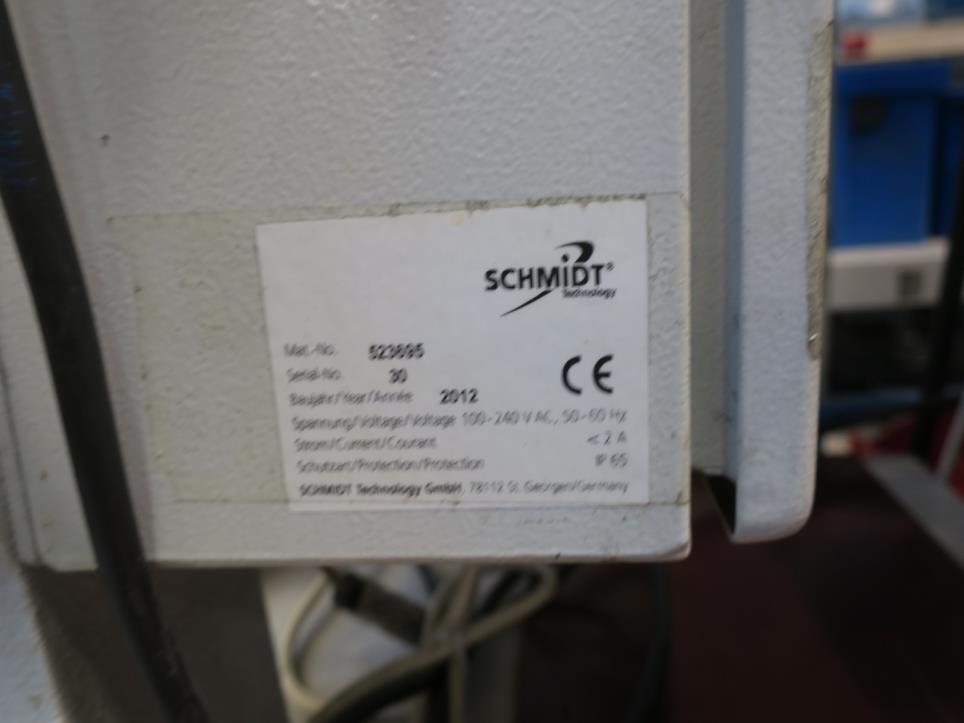 SCHMIDT®
Technology
Mat.-No. 523695
Serial-No. 30
Baujahr/Year/Année 2012
CE
Spannung/Voltage/Voltage 100-240 V AC, 50-60 Hz
Strom/Current/Courant < 2 A
Schutzart/Protection/Protection IP 65
SCHMIDT Technology GmbH, 78112 St. Georgen/Germany